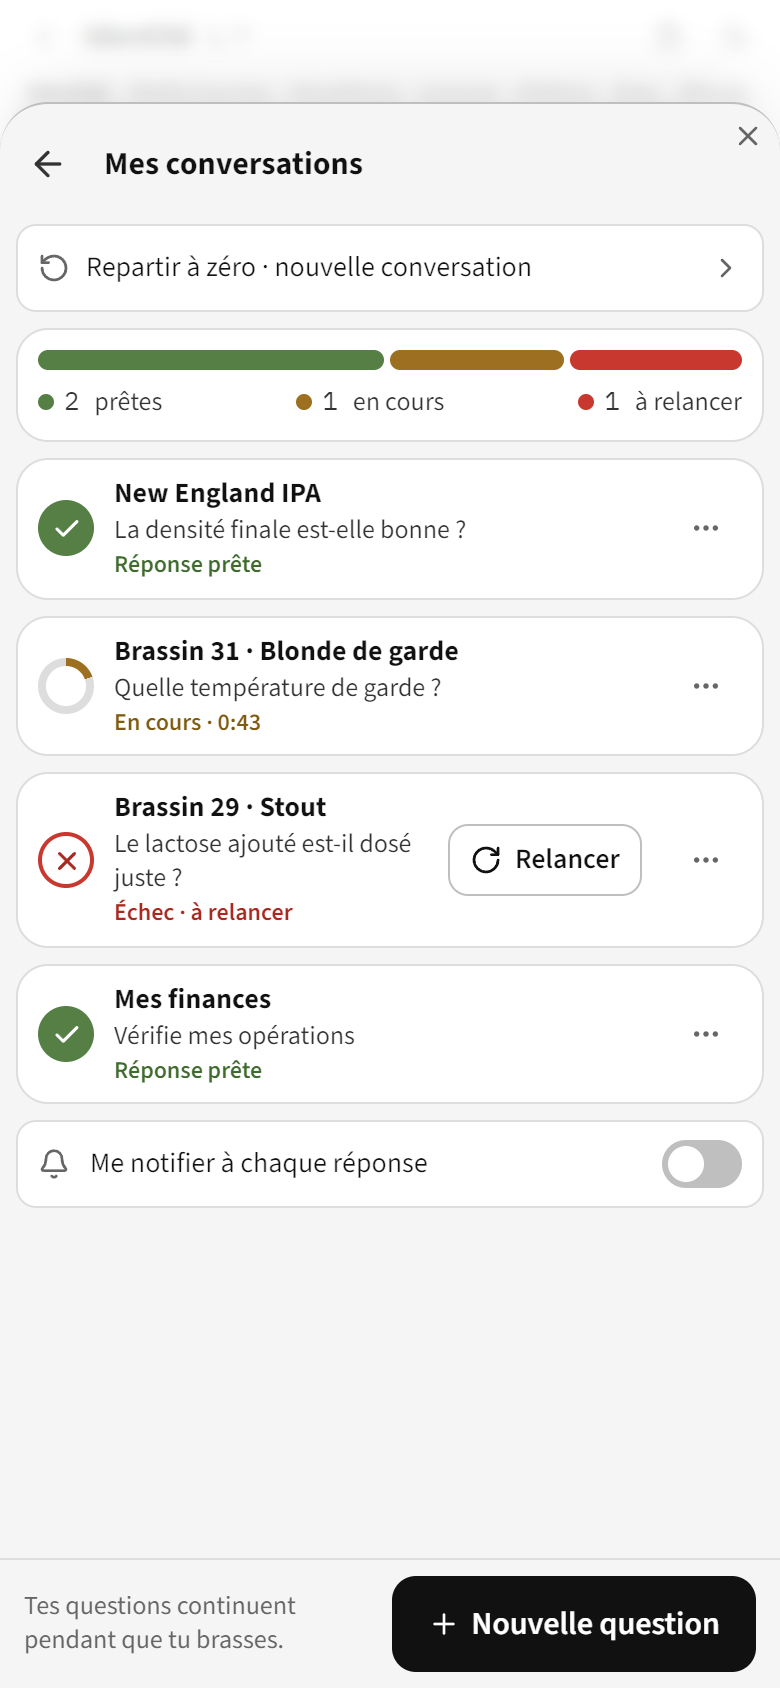 Mes conversations
Repartir à zéro · nouvelle conversation
2 prêtes
1 en cours
1 à relancer
New England IPA
La densité finale est-elle bonne ?
Réponse prête
Brassin 31 · Blonde de garde
Quelle température de garde ?
En cours · 0:43
Brassin 29 · Stout
Le lactose ajouté est-il dosé
juste ?
Échec · à relancer
Relancer
Mes finances
Vérifie mes opérations
Réponse prête
Me notifier à chaque réponse
Tes questions continuent
pendant que tu brasses.
Nouvelle question